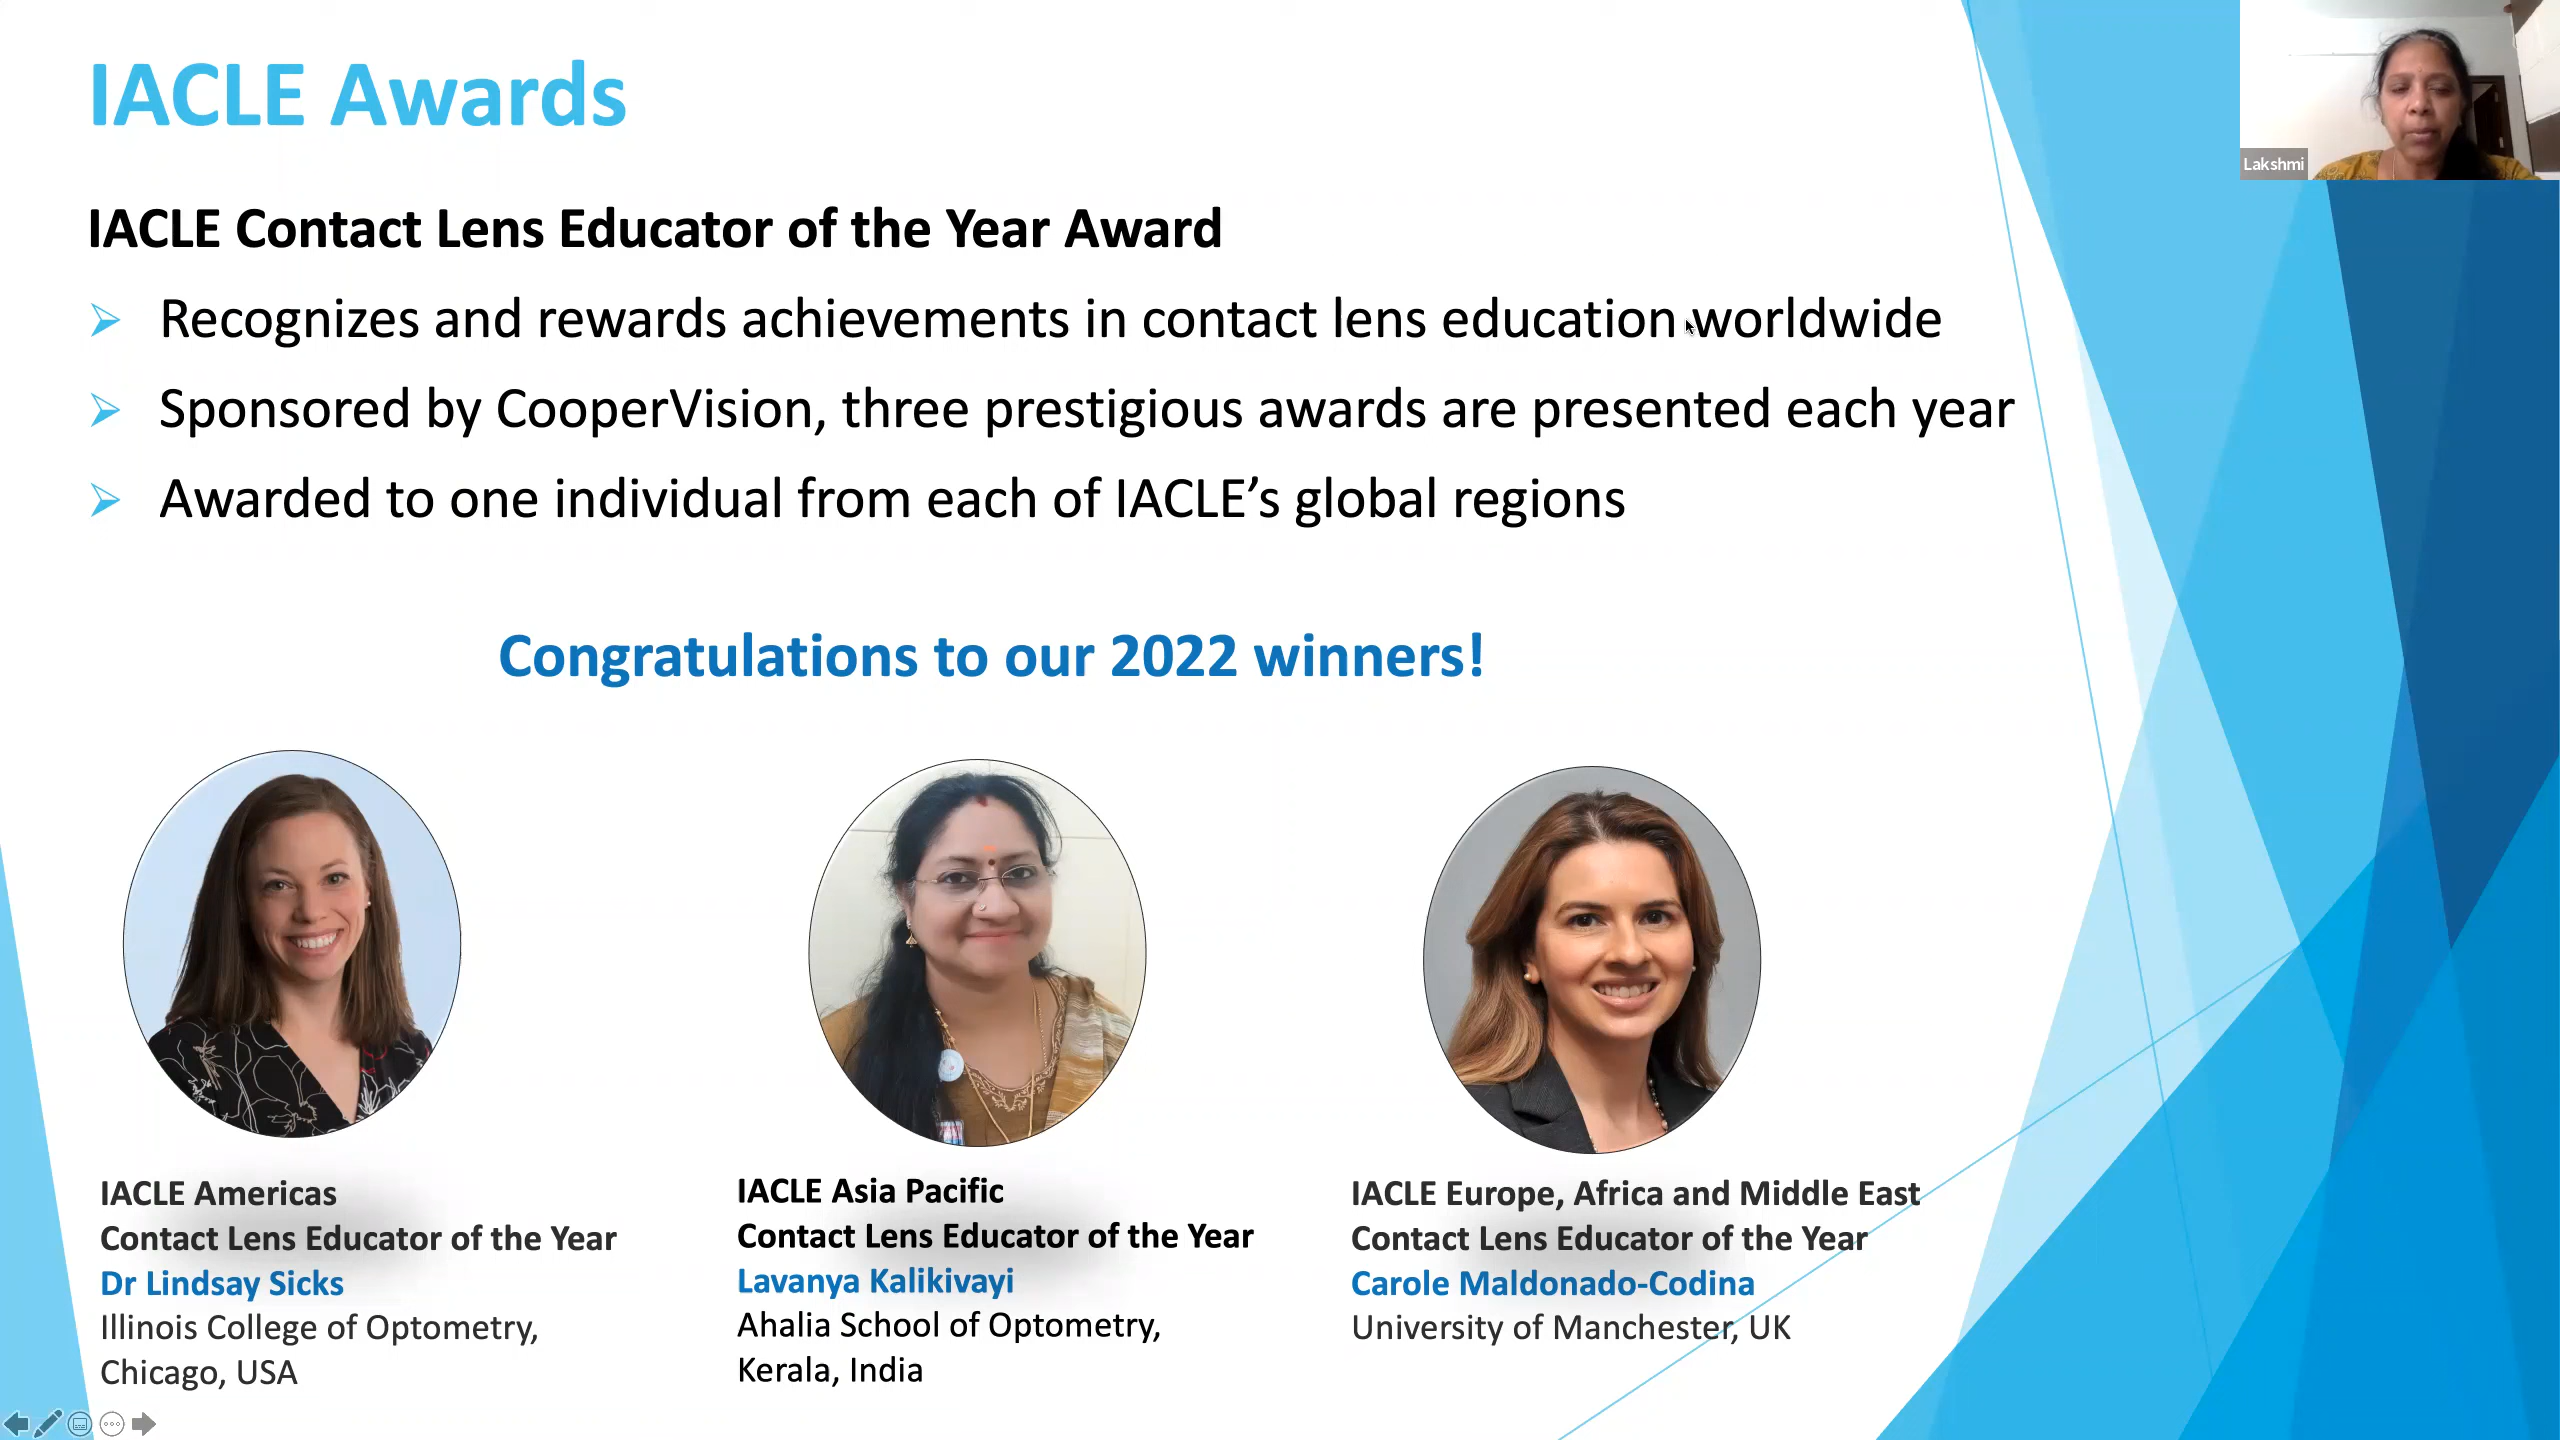 IACLE Awards
Lakshmi
IACLE Contact Lens Educator of the Year Award
Recognizes and rewards achievements in contact lens education worldwide
Sponsored by CooperVision, three prestigious awards are presented each year
Awarded to one individual from each of IACLE’s global regions
Congratulations to our 2022 winners!
IACLE Americas
Contact Lens Educator of the Year
Dr Lindsay Sicks
Illinois College of Optometry,
Chicago, USA
IACLE Asia Pacific
Contact Lens Educator of the Year
Lavanya Kalikivayi
Ahalia School of Optometry,
Kerala, India
IACLE Europe, Africa and Middle East
Contact Lens Educator of the Year
Carole Maldonado-Codina
University of Manchester, UK